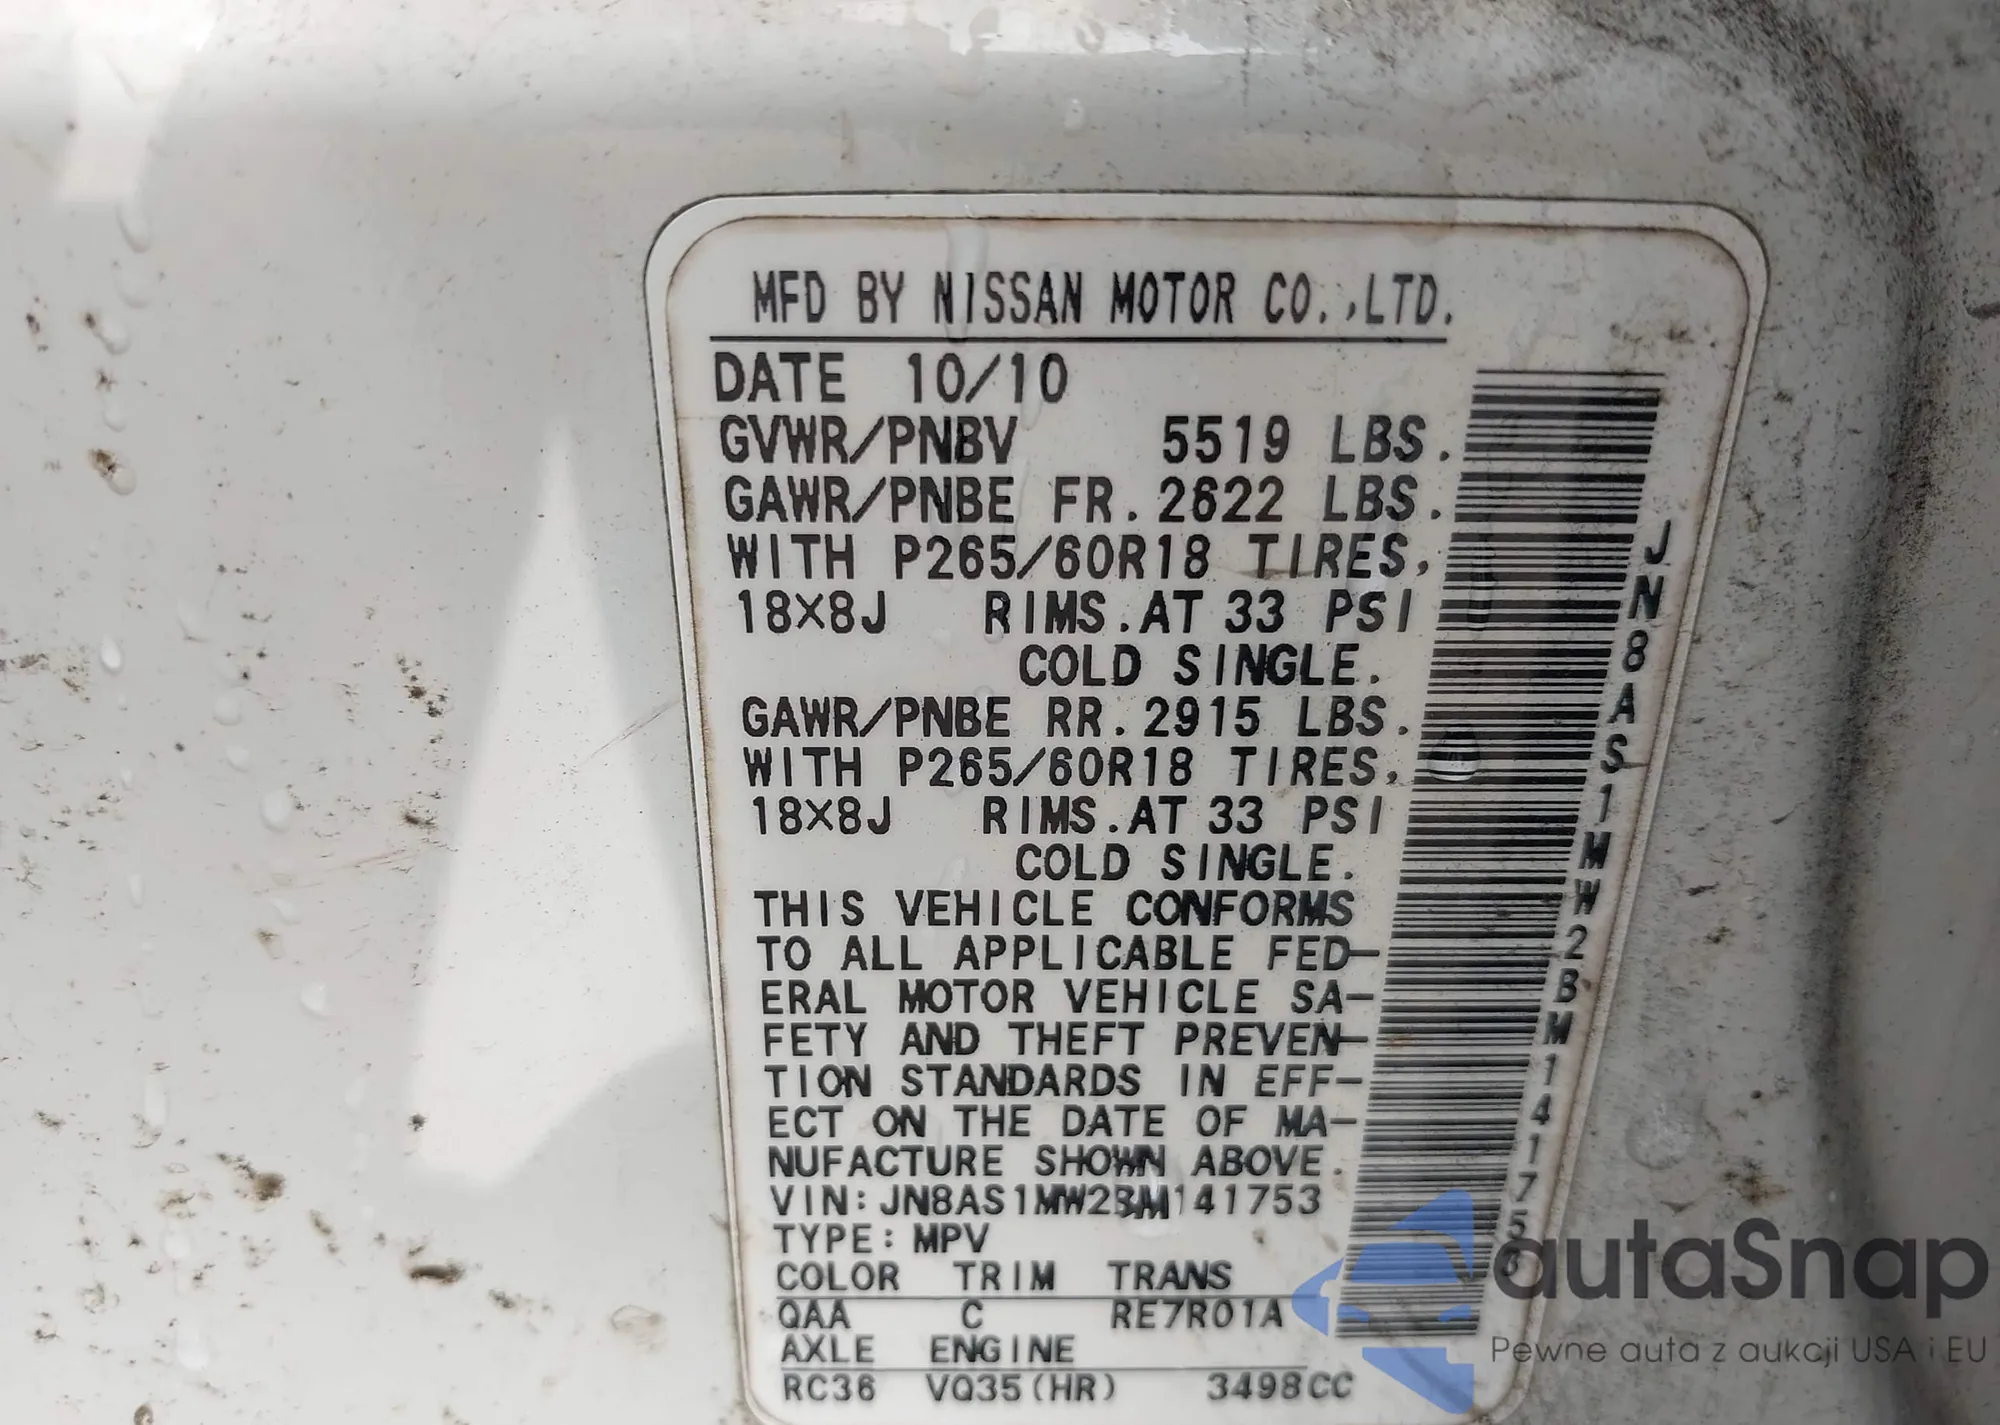 MFD BY NISSAN MOTOR CO.,LTD.
DATE 10/10
GVWR/PNBV 5519 LBS.
GAWR/PNBE FR. 2622 LBS.
WITH P265/60R18 TIRES,
18X8J RIMS. AT 33 PSI
COLD SINGLE.
GAWR/PNBE RR. 2915 LBS.
WITH P265/60R18 TIRES,
18X8J RIMS. AT 33 PSI
COLD SINGLE.
THIS VEHICLE CONFORMS
TO ALL APPLICABLE FED-
ERAL MOTOR VEHICLE SA-
FETY AND THEFT PREVEN-
TION STANDARDS IN EFF-
ECT ON THE DATE OF MA-
NUFACTURE SHOWN ABOVE.
VIN: JN8AS1MW2BM141753
TYPE: MPV
COLOR TRIM TRANS
QAA C RE7R01A
AXLE ENGINE
RC36 VQ35(HR) 3498CC
JN8AS1MW2BM141753
autaSnap
Pewne auta z aukcji USA i EU